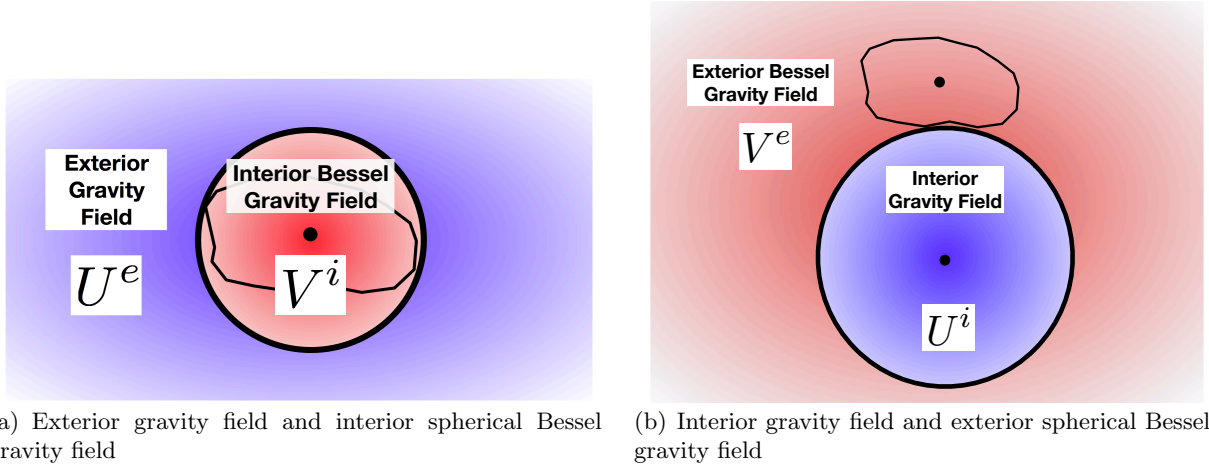 Exterior
Gravity
Field
U^e
Interior Bessel
Gravity Field
V^i
Exterior Bessel
Gravity Field
V^e
Interior
Gravity Field
U^i
a) Exterior gravity field and interior spherical Bessel
ravity field
(b) Interior gravity field and exterior spherical Bessel
gravity field